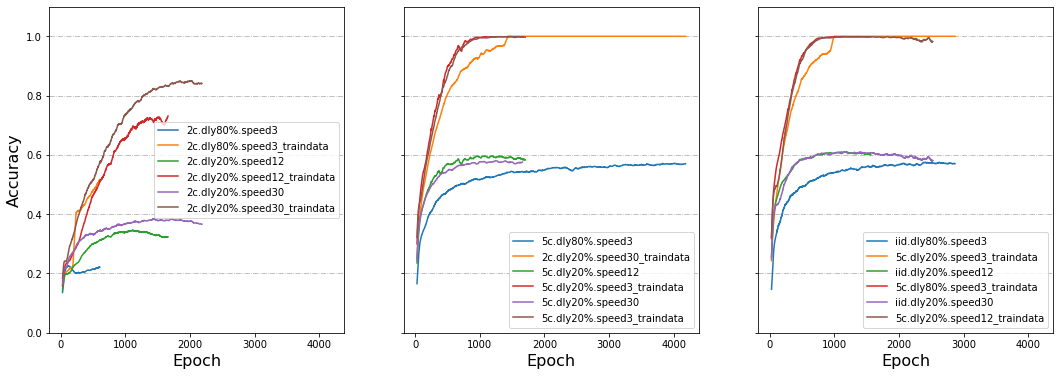 Accuracy
1.0
0.8
0.6
0.4
0.2
0.0
2c.dly80%.speed3
2c.dly80%.speed3_traindata
2c.dly20%.speed12
2c.dly20%.speed12_traindata
2c.dly20%.speed30
2c.dly20%.speed30_traindata
0 1000 2000 3000 4000
Epoch
5c.dly80%.speed3
2c.dly20%.speed30_traindata
5c.dly20%.speed12
5c.dly20%.speed3_traindata
5c.dly20%.speed30
5c.dly20%.speed3_traindata
0 1000 2000 3000 4000
Epoch
iid.dly80%.speed3
5c.dly20%.speed3_traindata
iid.dly20%.speed12
5c.dly80%.speed3_traindata
iid.dly20%.speed30
5c.dly20%.speed12_traindata
0 1000 2000 3000 4000
Epoch